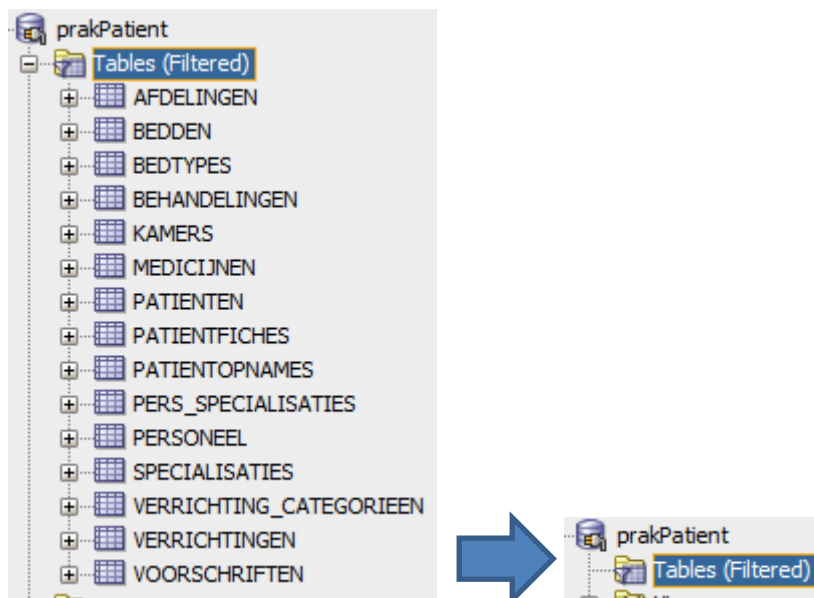 prakPatient
Tables (Filtered)
AFDELINGEN
BEDDEN
BEDTYPES
BEHANDELINGEN
KAMERS
MEDICIJNEN
PATIENTEN
PATIENTFICHES
PATIENTOPNAMES
PERS_SPECIALISATIES
PERSONEEL
SPECIALISATIES
VERRICHTING_CATEGORIEEN
VERRICHTINGEN
VOORSCHRIFTEN
prakPatient
Tables (Filtered)